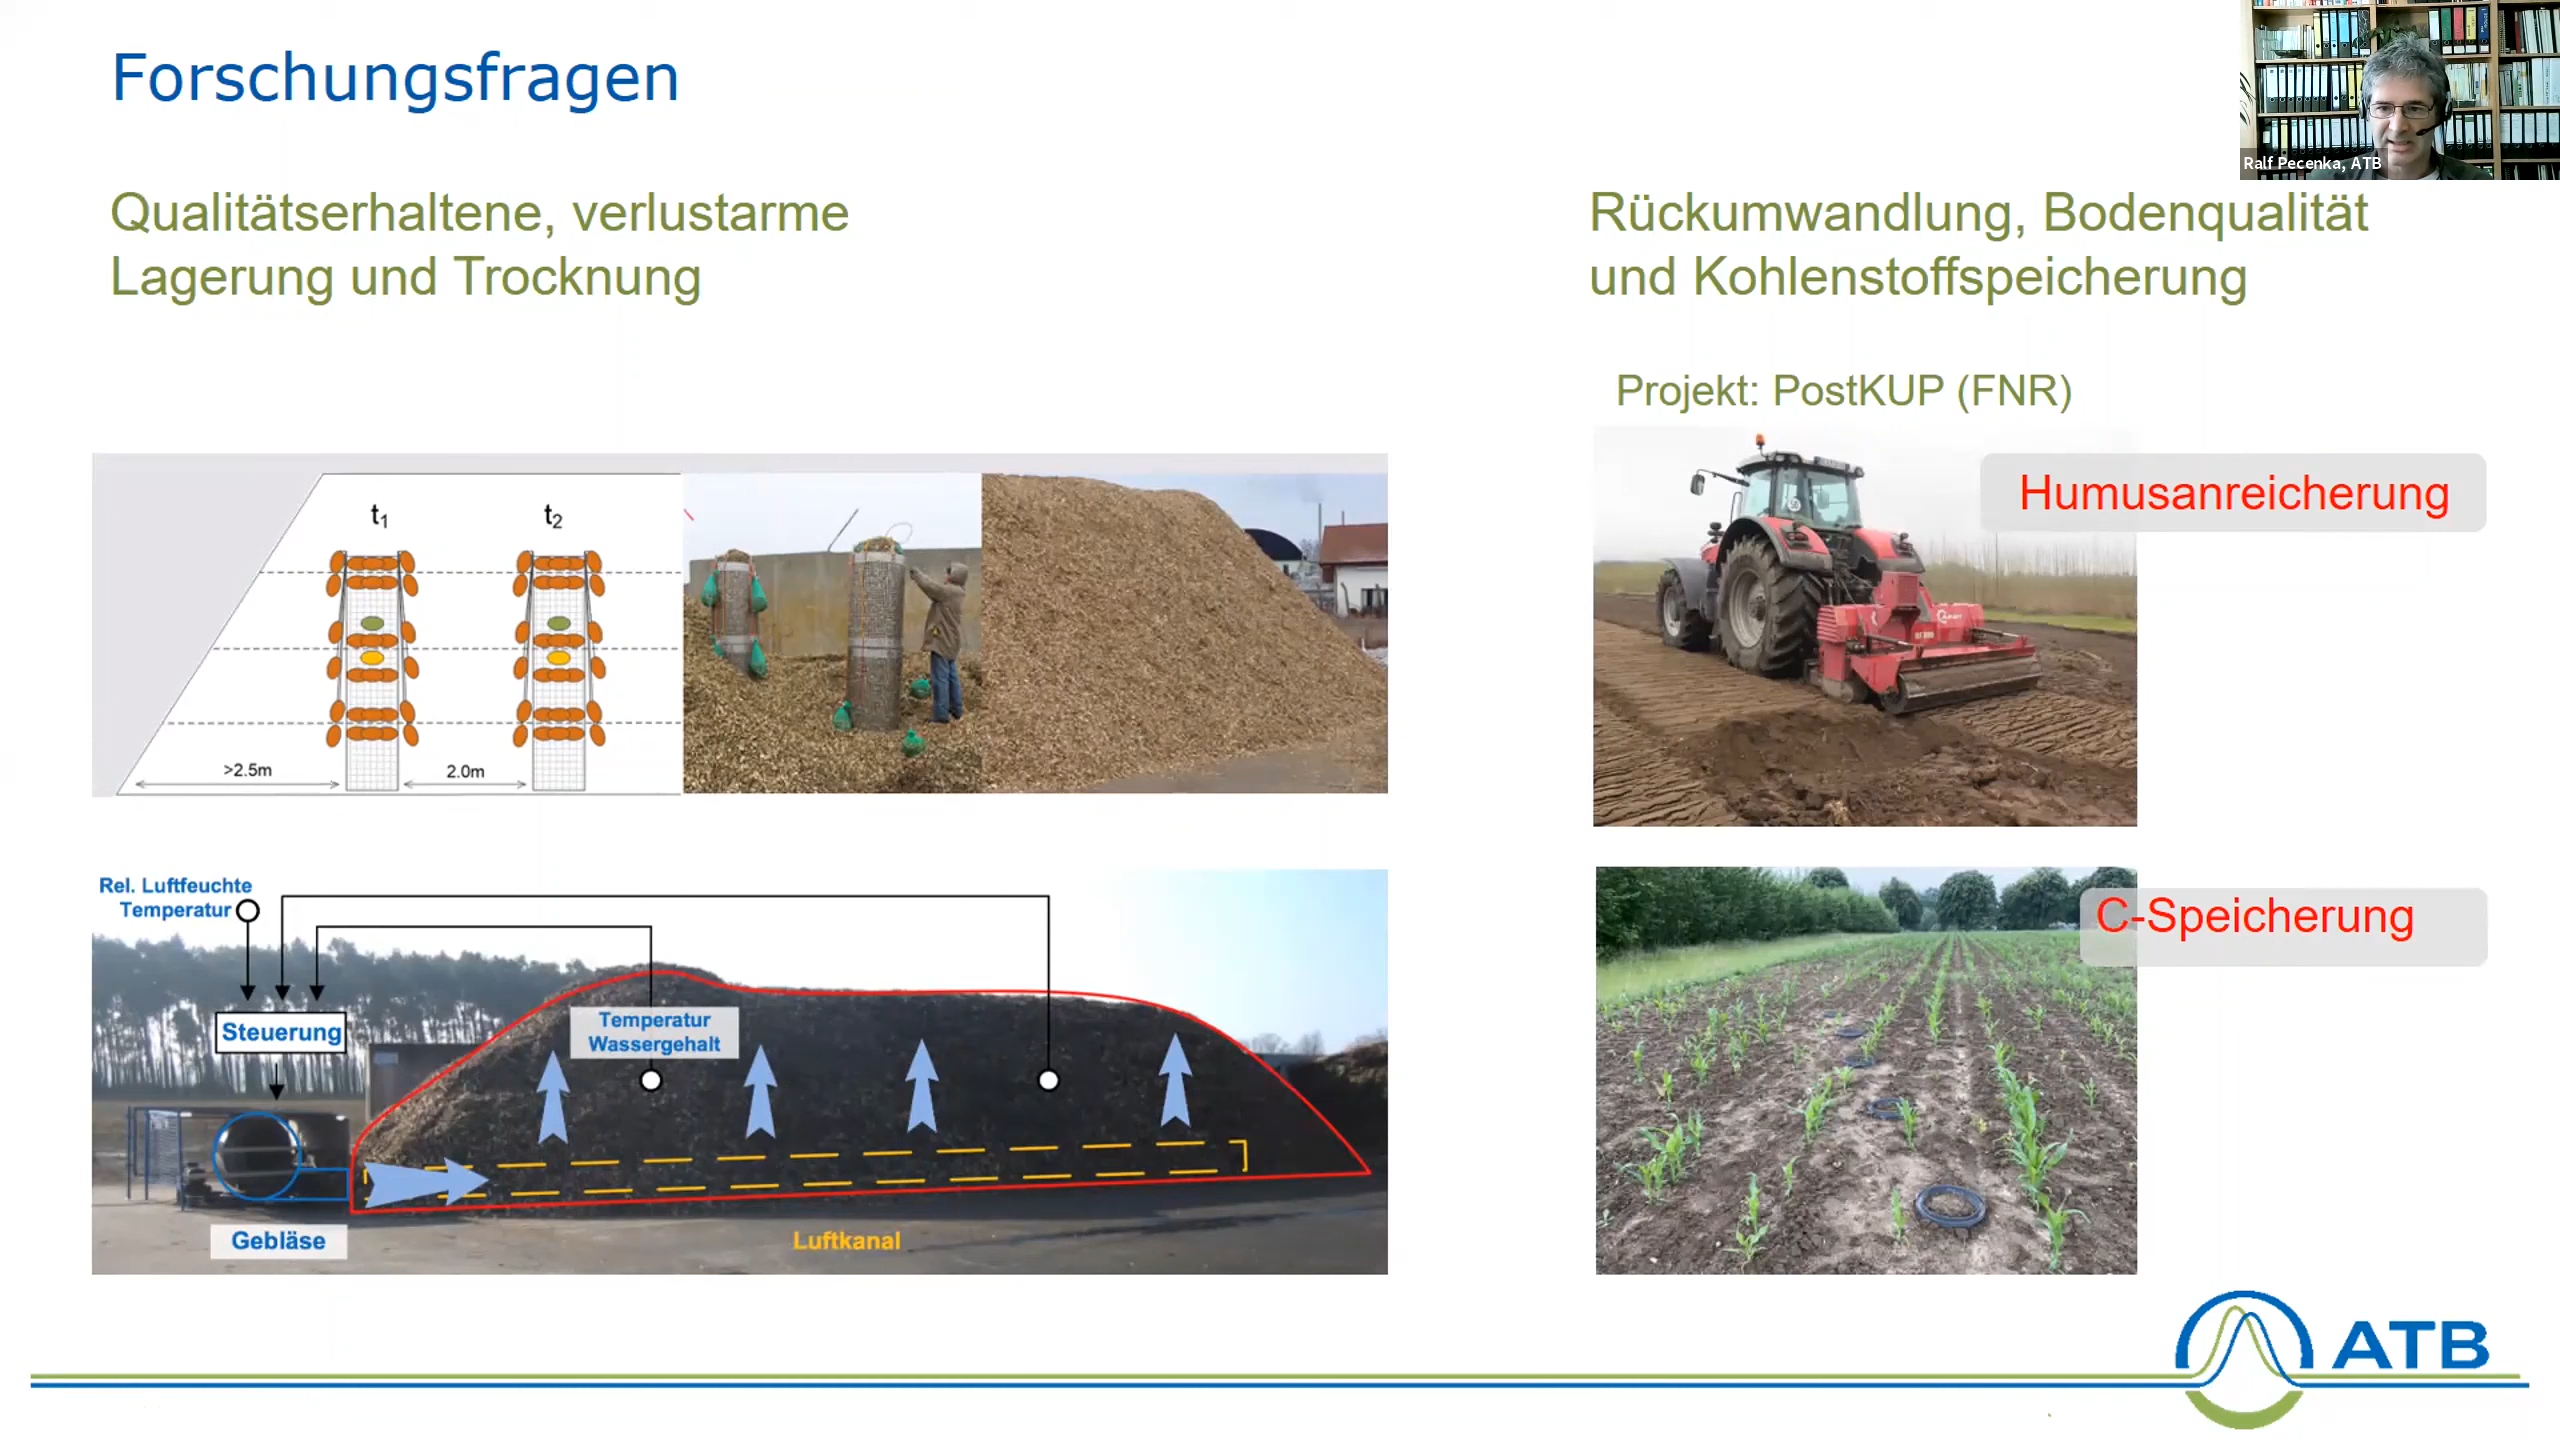 Forschungsfragen
Ralf Pecenka, ATB
Qualitätserhaltene, verlustarme
Lagerung und Trocknung
Rückumwandlung, Bodenqualität
und Kohlenstoffspeicherung
Projekt: PostKUP (FNR)
Humusanreicherung
t1
t2
>2.5m
2.0m
Rel. Luftfeuchte
Temperatur
Steuerung
Temperatur
Wassergehalt
Gebläse
Luftkanal
C-Speicherung
ATB